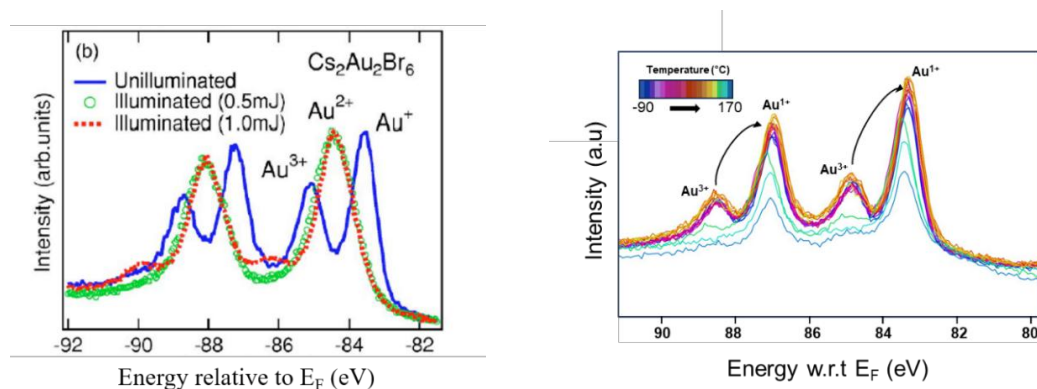 (b)
Cs2Au2Br6
Unilluminated
Illuminated (0.5mJ)
Illuminated (1.0mJ)
Au2+
Au+
Au3+
Intensity (arb.units)
-92 -90 -88 -86 -84 -82
Energy relative to EF (eV)
Temperature (°C)
-90 170
Au1+
Au1+
Au3+
Au3+
Intensity (a.u)
90 88 86 84 82 80
Energy w.r.t EF (eV)